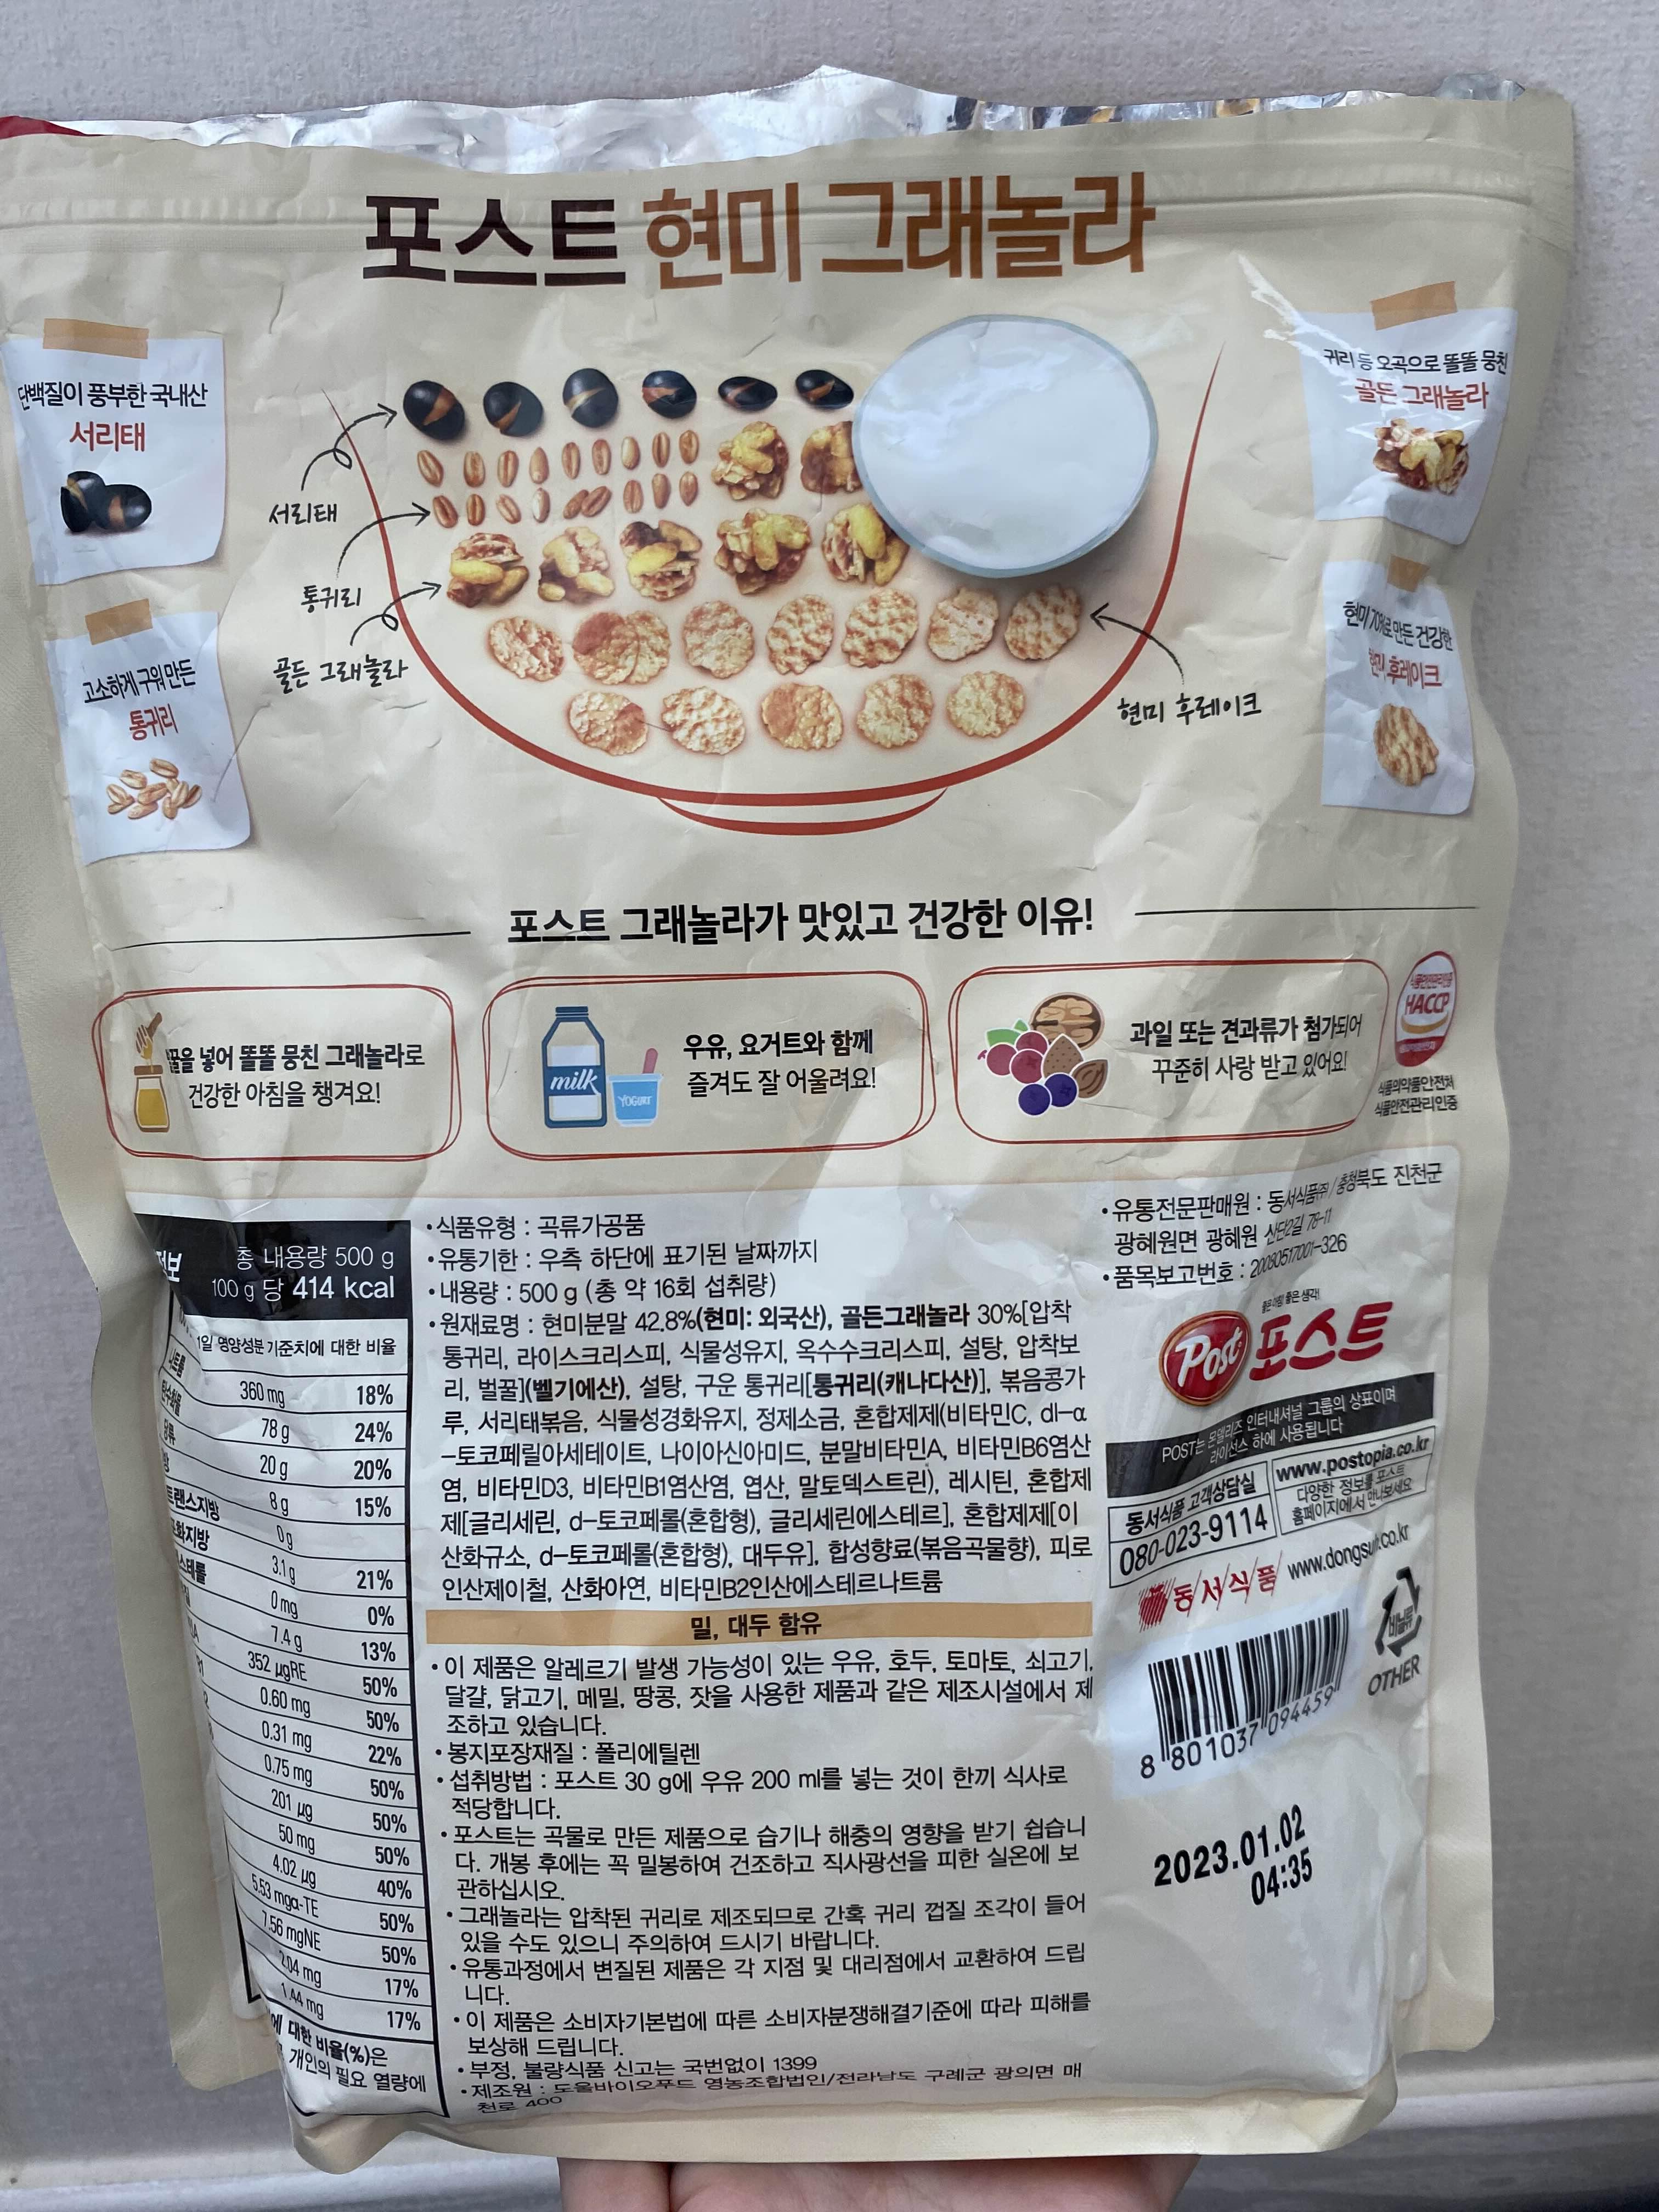 포스트 현미 그래놀라
단백질이 풍부한 국내산
서리태
고소하게 구워 만든
통귀리
서리태
통귀리
골든 그래놀라
현미 후레이크
귀리 등 오곡으로 똘똘 뭉친
골든 그래놀라
현미 70%로 만든 건강한
현미 후레이크
포스트 그래놀라가 맛있고 건강한 이유!
꿀을 넣어 똘똘 뭉친 그래놀라로
건강한 아침을 챙겨요!
milk
YOGURT
우유, 요거트와 함께
즐겨도 잘 어울려요!
과일 또는 견과류가 첨가되어
꾸준히 사랑 받고 있어요!
HACCP
식품의약품안전처
식품안전관리인증
총 내용량 500 g
100 g 당 414 kcal
1일 영양성분 기준치에 대한 비율
360 mg 18%
78 g 24%
20 g 20%
8 g 15%
트랜스지방 0 g
3.1 g 21%
0 mg 0%
7.4 g 13%
352 µgRE 50%
0.60 mg 50%
0.31 mg 22%
0.75 mg 50%
201 µg 50%
50 mg 50%
4.02 µg 40%
5.53 mgα-TE 50%
7.56 mgNE 50%
2.04 mg 17%
1.44 mg 17%
에 대한 비율(%)은
개인의 필요 열량에
•식품유형 : 곡류가공품
•유통기한 : 우측 하단에 표기된 날짜까지
•내용량 : 500 g (총 약 16회 섭취량)
•원재료명 : 현미분말 42.8%(현미: 외국산), 골든그래놀라 30%[압착
통귀리, 라이스크리스피, 식물성유지, 옥수수크리스피, 설탕, 압착보
리, 벌꿀](벨기에산), 설탕, 구운 통귀리[통귀리(캐나다산)], 볶음콩가
루, 서리태볶음, 식물성경화유지, 정제소금, 혼합제제(비타민C, dl-α
-토코페릴아세테이트, 나이아신아미드, 분말비타민A, 비타민B6염산
염, 비타민D3, 비타민B1염산염, 엽산, 말토덱스트린), 레시틴, 혼합제
제[글리세린, d-토코페롤(혼합형), 글리세린에스테르], 혼합제제[이
산화규소, d-토코페롤(혼합형), 대두유], 합성향료(볶음곡물향), 피로
인산제이철, 산화아연, 비타민B2인산에스테르나트륨
밀, 대두 함유
•이 제품은 알레르기 발생 가능성이 있는 우유, 호두, 토마토, 쇠고기,
달걀, 닭고기, 메밀, 땅콩, 잣을 사용한 제품과 같은 제조시설에서 제
조하고 있습니다.
•봉지포장재질 : 폴리에틸렌
•섭취방법 : 포스트 30 g에 우유 200 ml를 넣는 것이 한끼 식사로
적당합니다.
•포스트는 곡물로 만든 제품으로 습기나 해충의 영향을 받기 쉽습니
다. 개봉 후에는 꼭 밀봉하여 건조하고 직사광선을 피한 실온에 보
관하십시오.
•그래놀라는 압착된 귀리로 제조되므로 간혹 귀리 껍질 조각이 들어
있을 수도 있으니 주의하여 드시기 바랍니다.
•유통과정에서 변질된 제품은 각 지점 및 대리점에서 교환하여 드립
니다.
•이 제품은 소비자기본법에 따른 소비자분쟁해결기준에 따라 피해를
보상해 드립니다.
•부정, 불량식품 신고는 국번없이 1399
•제조원 : 도울바이오푸드 영농조합법인/전라남도 구례군 광의면 매
천로 400
•유통전문판매원 : 동서식품㈜/충청북도 진천군
광혜원면 광혜원 산단2길 78-11
•품목보고번호 : 20080517001-326
좋은 아침 좋은 생각!
Post 포스트
POST는 몬델리즈 인터내셔널 그룹의 상표이며
라이선스 하에 사용됩니다
동서식품 고객상담실
080-023-9114
www.postopia.co.kr
다양한 정보를 포스트
홈페이지에서 만나보세요
동서식품 www.dongsuh.co.kr
비닐류
OTHER
8 801037 094459
2023.01.02
04:35